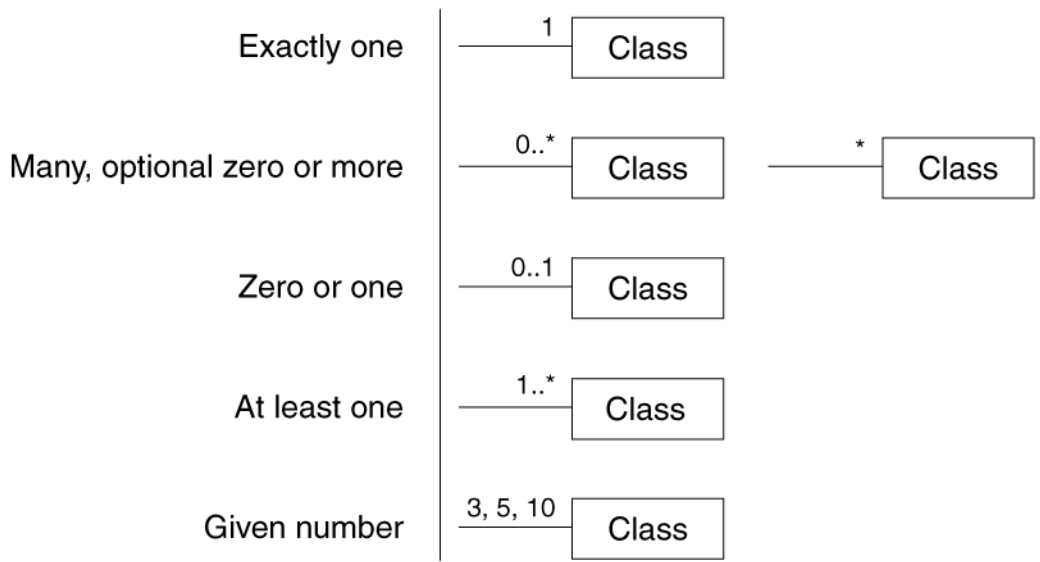 Exactly one
1
Class
Many, optional zero or more
0..*
Class
*
Class
Zero or one
0..1
Class
At least one
1..*
Class
Given number
3, 5, 10
Class